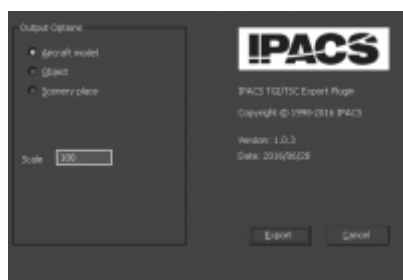 Output Options
Aircraft model
Object
Scenery place
Scale 100
IPACS
IPACS TGI/TSC Export Plugin
Copyright © 1998-2016 IPACS
Version: 1.0.3
Date: 2016/06/28
Export
Cancel